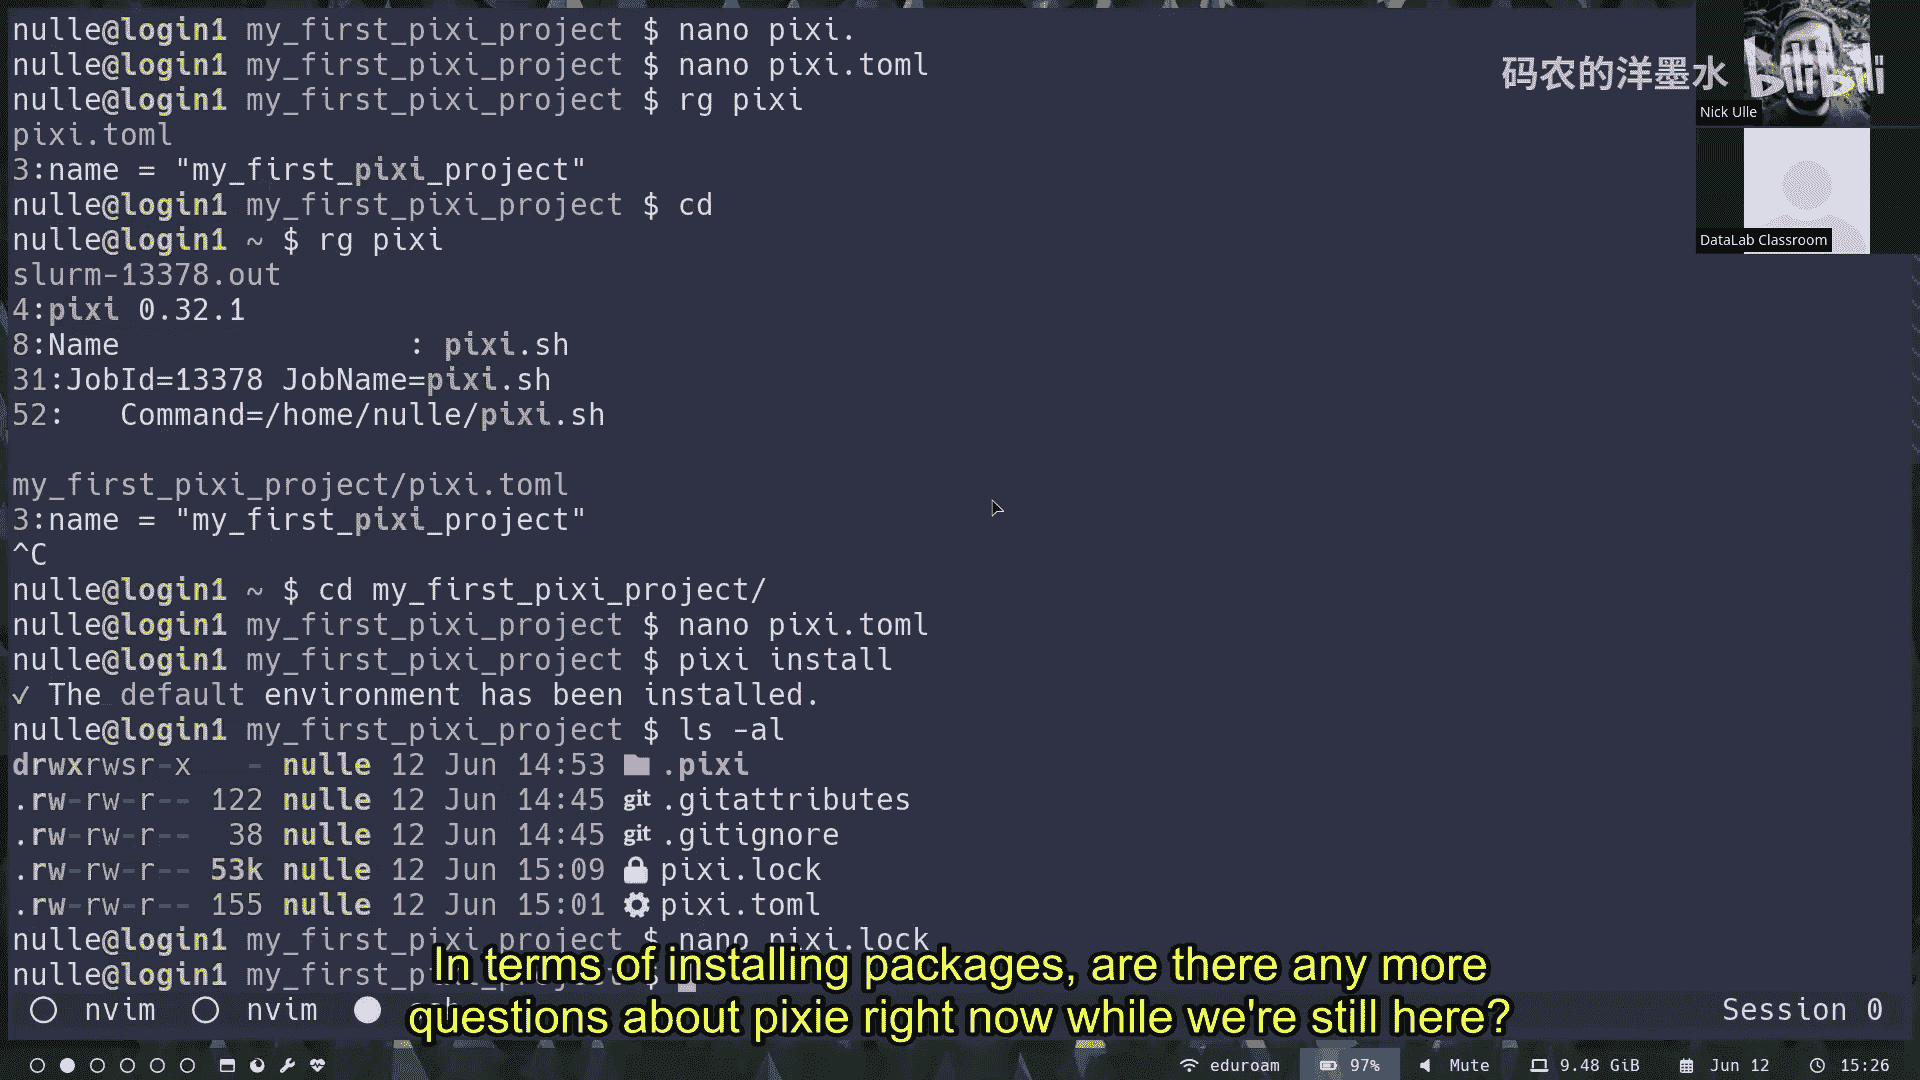 nulle@login1 my_first_pixi_project $ nano pixi.
nulle@login1 my_first_pixi_project $ nano pixi.toml
nulle@login1 my_first_pixi_project $ rg pixi
pixi.toml
3:name = "my_first_pixi_project"
nulle@login1 my_first_pixi_project $ cd
nulle@login1 ~ $ rg pixi
slurm-13378.out
4:pixi 0.32.1
8:Name : pixi.sh
31:JobId=13378 JobName=pixi.sh
52: Command=/home/nulle/pixi.sh
my_first_pixi_project/pixi.toml
3:name = "my_first_pixi_project"
^C
nulle@login1 ~ $ cd my_first_pixi_project/
nulle@login1 my_first_pixi_project $ nano pixi.toml
nulle@login1 my_first_pixi_project $ pixi install
✓ The default environment has been installed.
nulle@login1 my_first_pixi_project $ ls -al
drwxrwsr-x - nulle 12 Jun 14:53 .pixi
.rw-rw-r-- 122 nulle 12 Jun 14:45 git .gitattributes
.rw-rw-r-- 38 nulle 12 Jun 14:45 git .gitignore
.rw-rw-r-- 53k nulle 12 Jun 15:09 pixi.lock
.rw-rw-r-- 155 nulle 12 Jun 15:01 pixi.toml
nulle@login1 my_first_pixi_project $ nano pixi.lock
nulle@login1 my_first_pixi_project $
码农的洋墨水 bilibili
Nick Ulle
DataLab Classroom
In terms of installing packages, are there any more
questions about pixie right now while we're still here?
nvim nvim Session 0
eduroam 97% Mute 9.48 GiB Jun 12 15:26